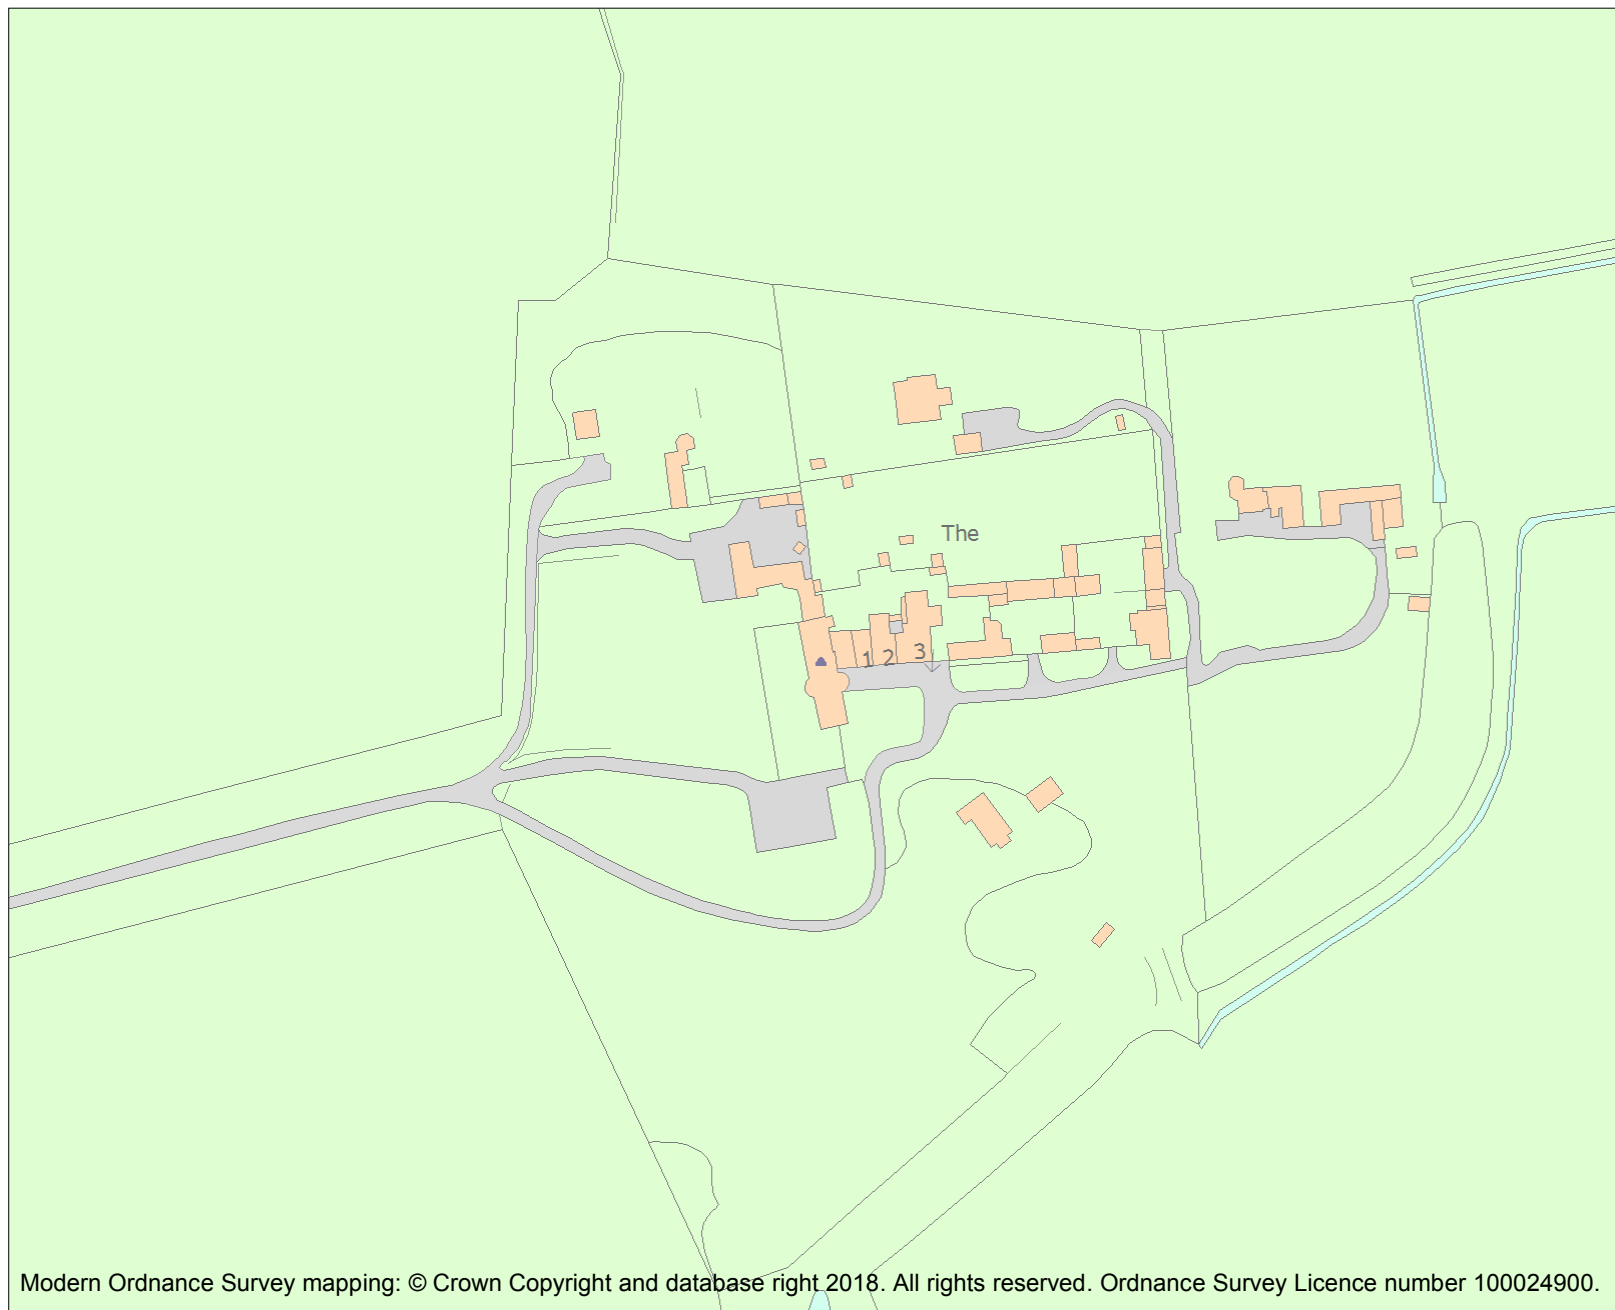 The
1 2 3
Modern Ordnance Survey mapping: © Crown Copyright and database right 2018. All rights reserved. Ordnance Survey Licence number 100024900.